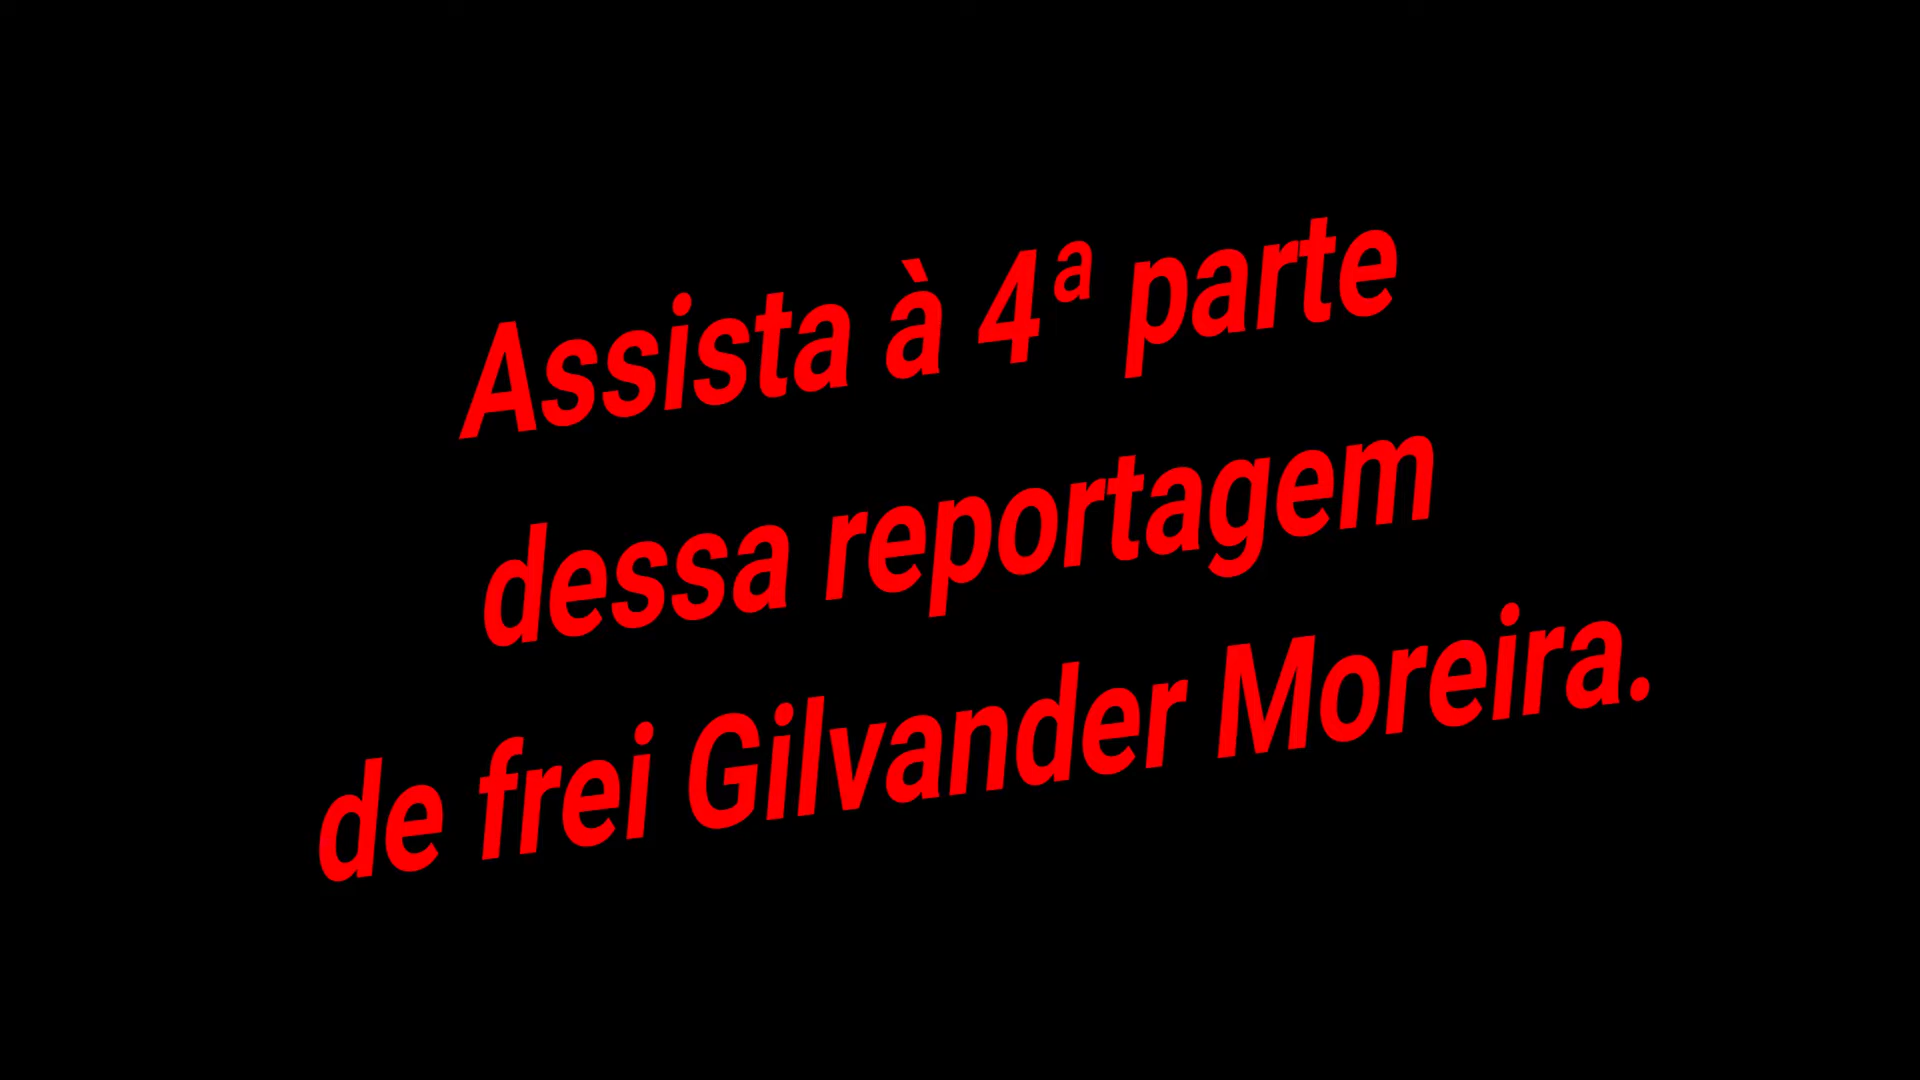 Assista à 4ª parte
dessa reportagem
de frei Gilvander Moreira.